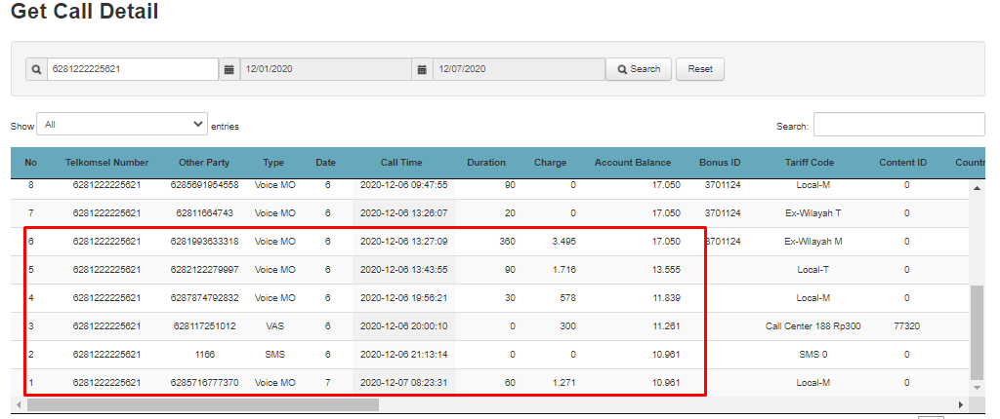 Get Call Detail
6281222225621 12/01/2020 12/07/2020 Search Reset
Show All entries Search:
No Telkomsel Number Other Party Type Date Call Time Duration Charge Account Balance Bonus ID Tariff Code Content ID Countr
8 6281222225621 6285691954558 Voice MO 6 2020-12-06 09:47:55 90 0 17.050 3701124 Local-M 0
7 6281222225621 62811664743 Voice MO 6 2020-12-06 13:26:07 20 0 17.050 3701124 Ex-Wilayah T 0
6 6281222225621 6281993633318 Voice MO 6 2020-12-06 13:27:09 360 3.495 17.050 3701124 Ex-Wilayah M 0
5 6281222225621 6282122279997 Voice MO 6 2020-12-06 13:43:55 90 1.716 13.555 Local-T 0
4 6281222225621 6287874792832 Voice MO 6 2020-12-06 19:56:21 30 578 11.839 Local-M 0
3 6281222225621 628117251012 VAS 6 2020-12-06 20:00:10 0 300 11.261 Call Center 188 Rp300 77320
2 6281222225621 1166 SMS 6 2020-12-06 21:13:14 0 0 10.961 SMS 0 0
1 6281222225621 6285716777370 Voice MO 7 2020-12-07 08:23:31 60 1.271 10.961 Local-M 0